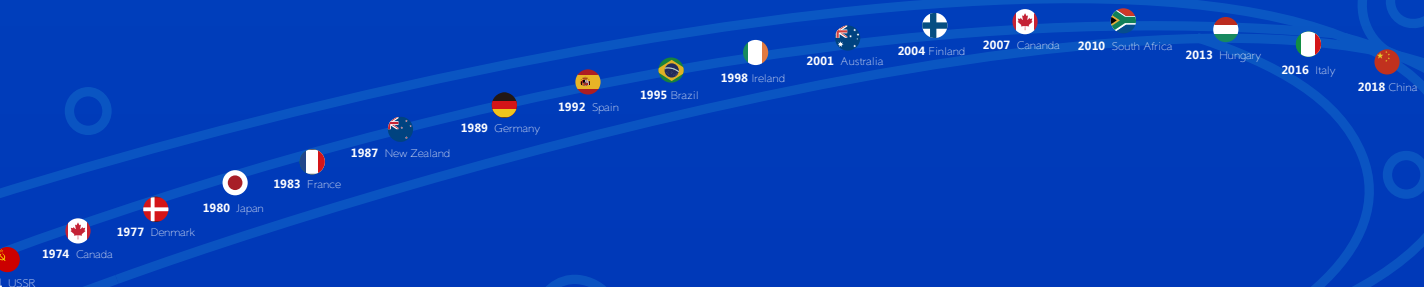 USSR
1974 Canada
1977 Denmark
1980 Japan
1983 France
1987 New Zealand
1989 Germany
1992 Spain
1995 Brazil
1998 Ireland
2001 Australia
2004 Finland
2007 Cananda
2010 South Africa
2013 Hungary
2016 Italy
2018 China